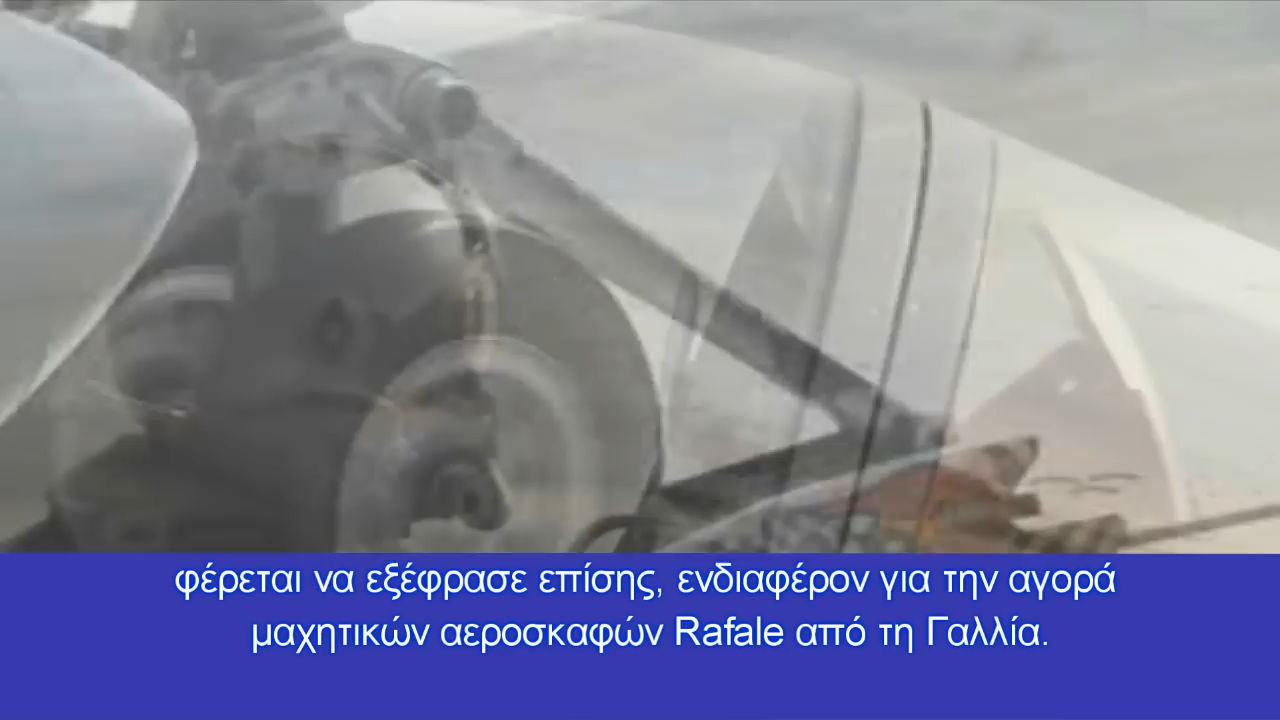 φέρεται να εξέφρασε επίσης, ενδιαφέρον για την αγορά
μαχητικών αεροσκαφών Rafale από τη Γαλλία.